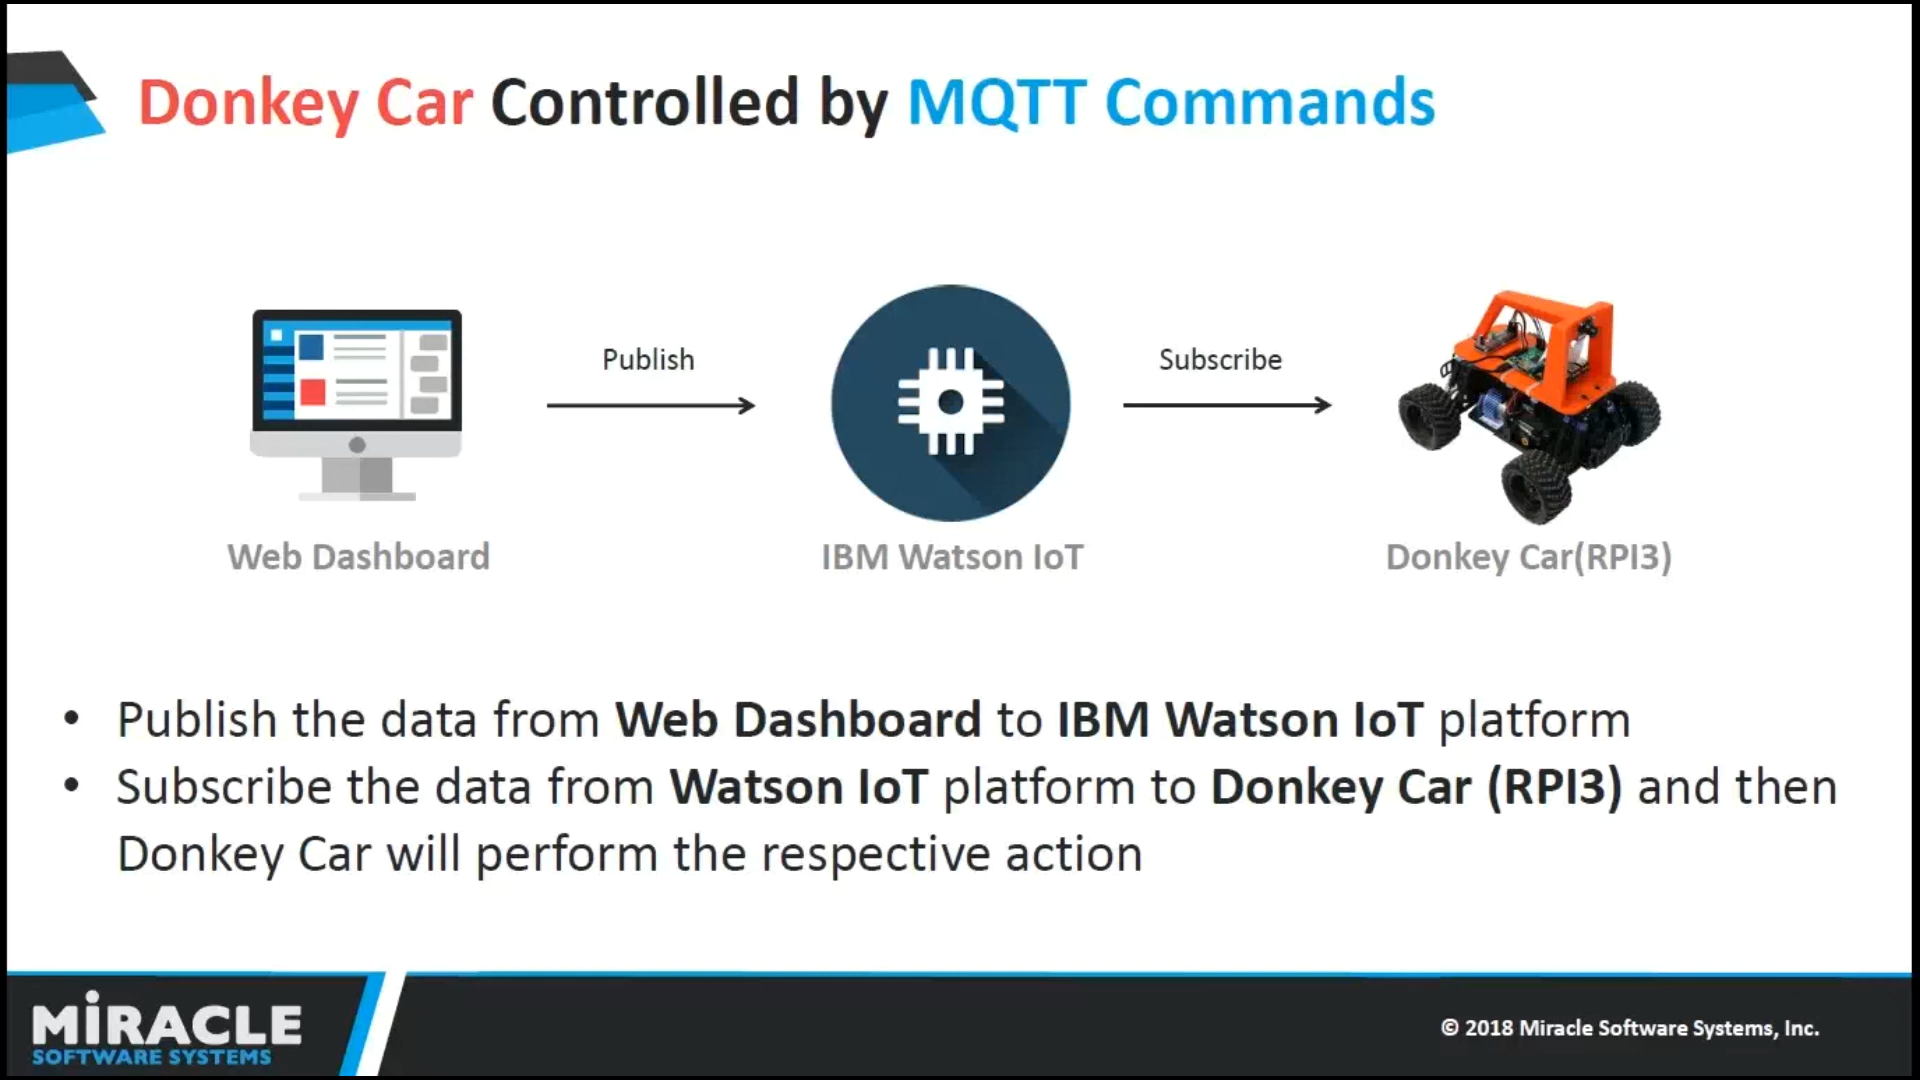 Donkey Car Controlled by MQTT Commands
Publish
Subscribe
Web Dashboard
IBM Watson IoT
Donkey Car(RPI3)
• Publish the data from Web Dashboard to IBM Watson IoT platform
• Subscribe the data from Watson IoT platform to Donkey Car (RPI3) and then
Donkey Car will perform the respective action
MiRACLE
SOFTWARE SYSTEMS
© 2018 Miracle Software Systems, Inc.